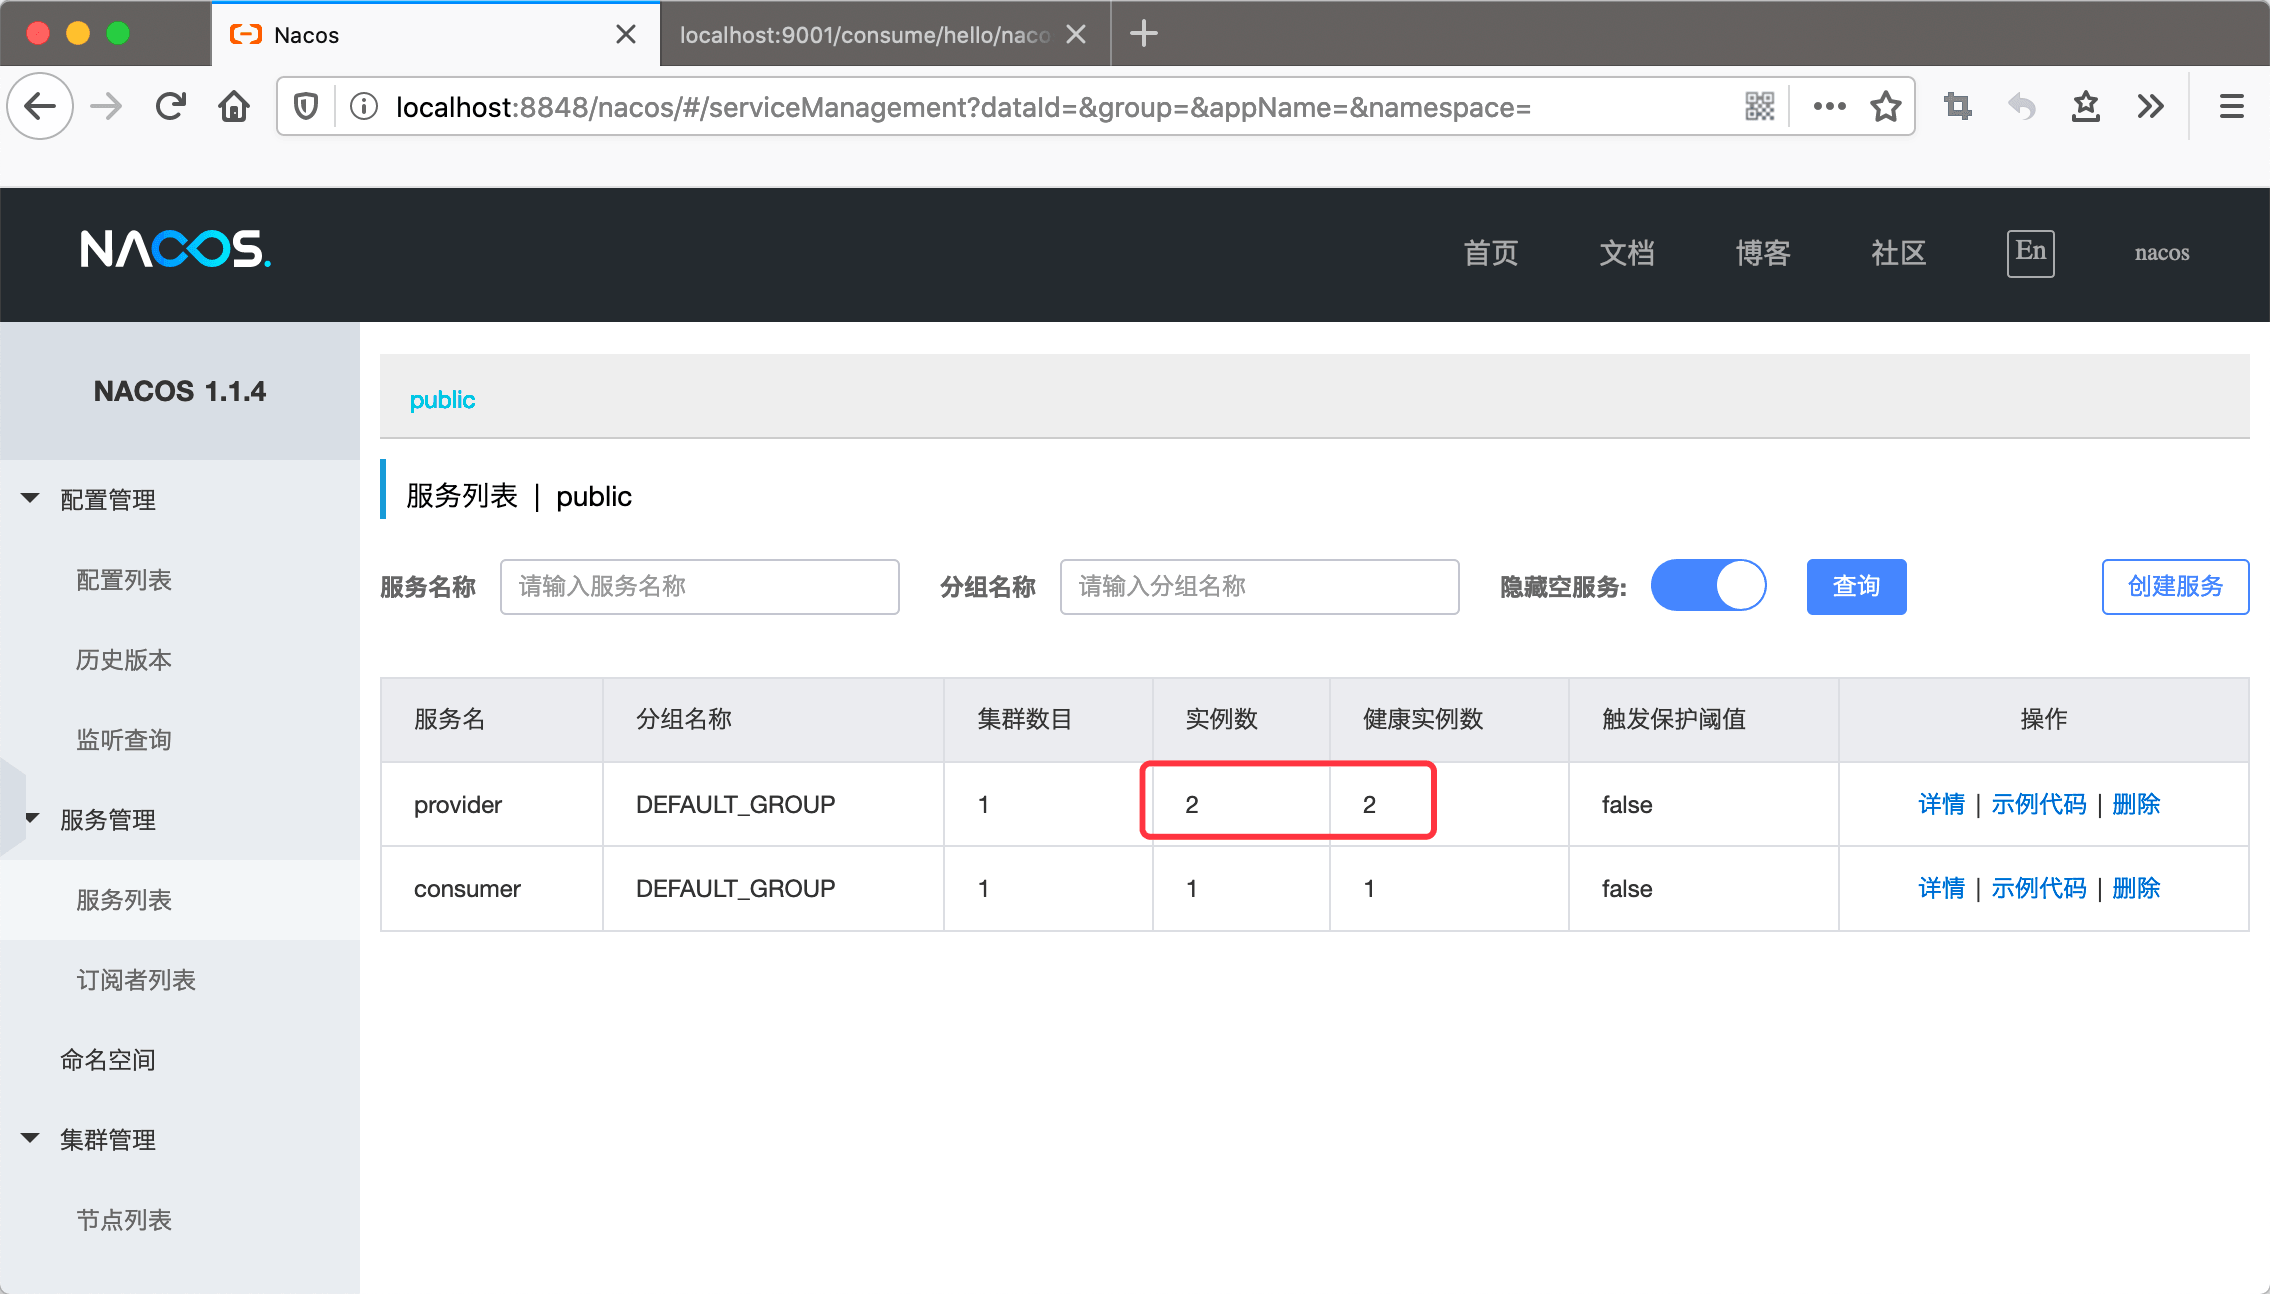 Nacos
localhost:9001/consume/hello/naco
localhost:8848/nacos/#/serviceManagement?dataId=&group=&appName=&namespace=
NACOS.
首页 文档 博客 社区 En nacos
NACOS 1.1.4
配置管理
配置列表
历史版本
监听查询
服务管理
服务列表
订阅者列表
命名空间
集群管理
节点列表
public
服务列表 | public
服务名称 请输入服务名称 分组名称 请输入分组名称 隐藏空服务: 查询 创建服务
服务名 分组名称 集群数目 实例数 健康实例数 触发保护阈值 操作
provider DEFAULT_GROUP 1 2 2 false 详情 | 示例代码 | 删除
consumer DEFAULT_GROUP 1 1 1 false 详情 | 示例代码 | 删除